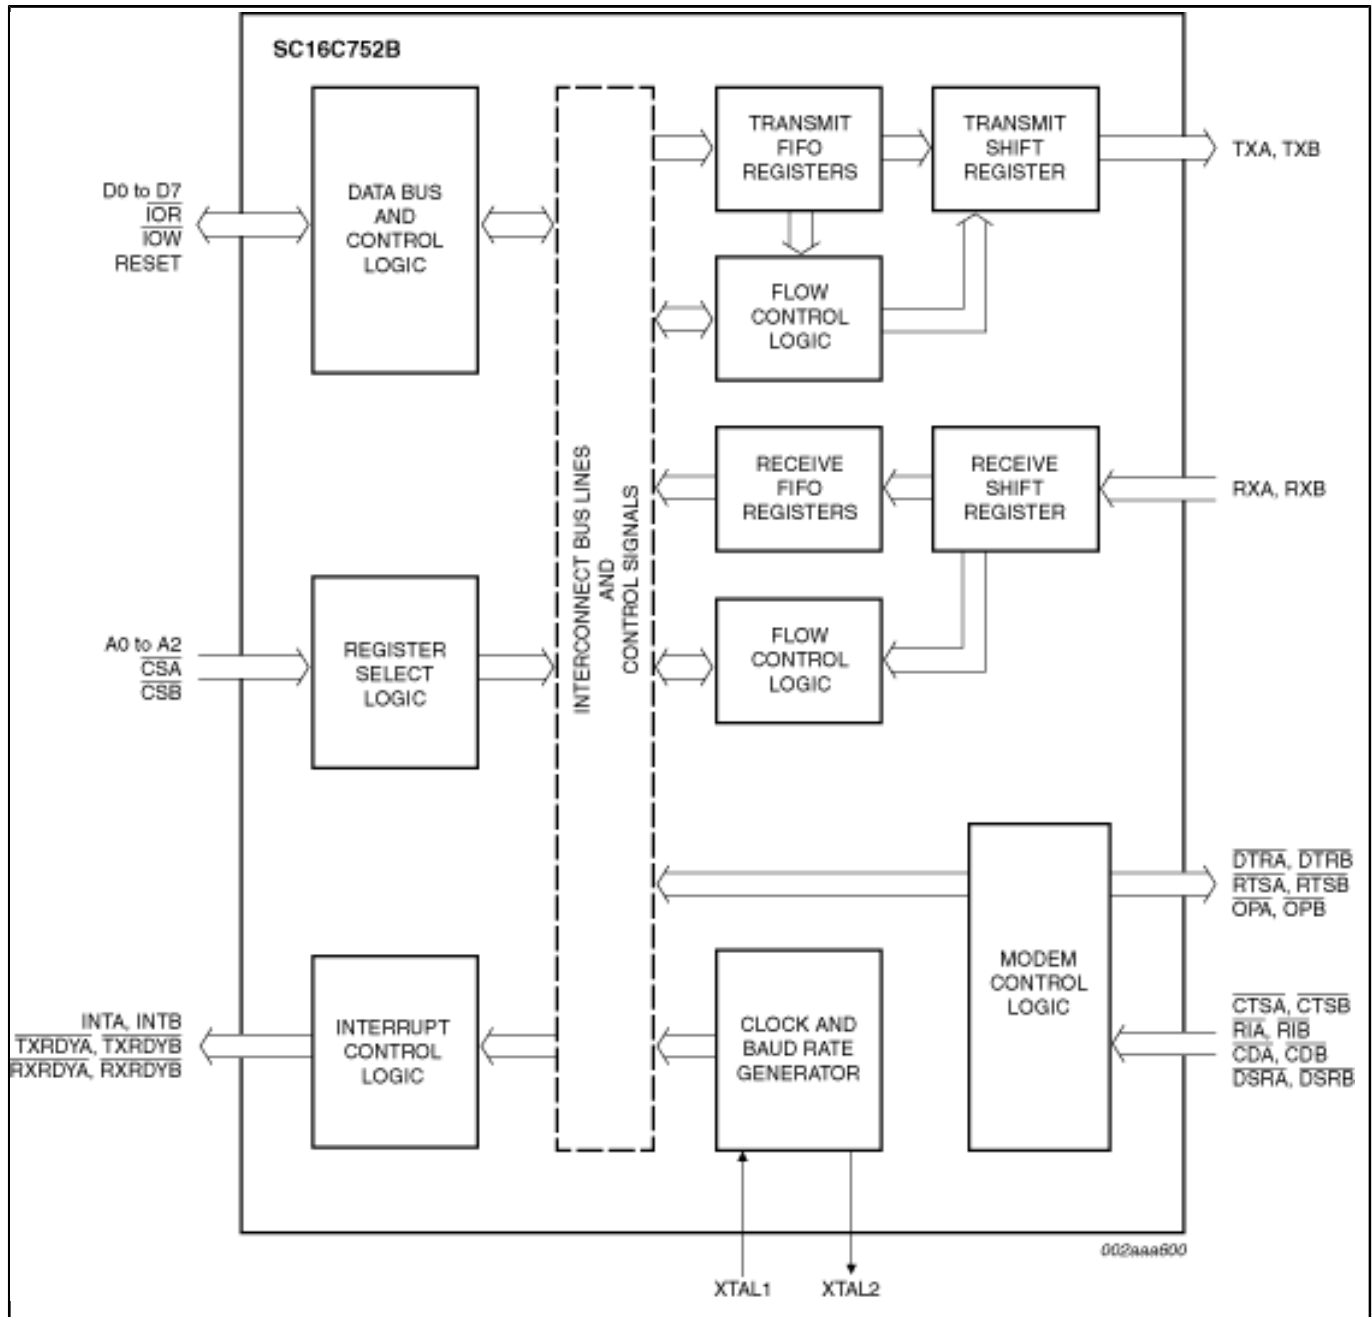 SC16C752B
D0 to D7
IOR
IOW
RESET
DATA BUS
AND
CONTROL
LOGIC
TRANSMIT
FIFO
REGISTERS
TRANSMIT
SHIFT
REGISTER
TXA, TXB
FLOW
CONTROL
LOGIC
INTERCONNECT BUS LINES
AND
CONTROL SIGNALS
RECEIVE
FIFO
REGISTERS
RECEIVE
SHIFT
REGISTER
RXA, RXB
A0 to A2
CSA
CSB
REGISTER
SELECT
LOGIC
FLOW
CONTROL
LOGIC
DTRA, DTRB
RTSA, RTSB
OPA, OPB
MODEM
CONTROL
LOGIC
CTSA, CTSB
RIA, RIB
CDA, CDB
DSRA, DSRB
INTA, INTB
TXRDYA, TXRDYB
RXRDYA, RXRDYB
INTERRUPT
CONTROL
LOGIC
CLOCK AND
BAUD RATE
GENERATOR
XTAL1
XTAL2
002aaa600